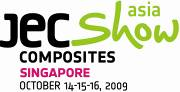 JEC Show asia
COMPOSITES
SINGAPORE
OCTOBER 14-15-16, 2009